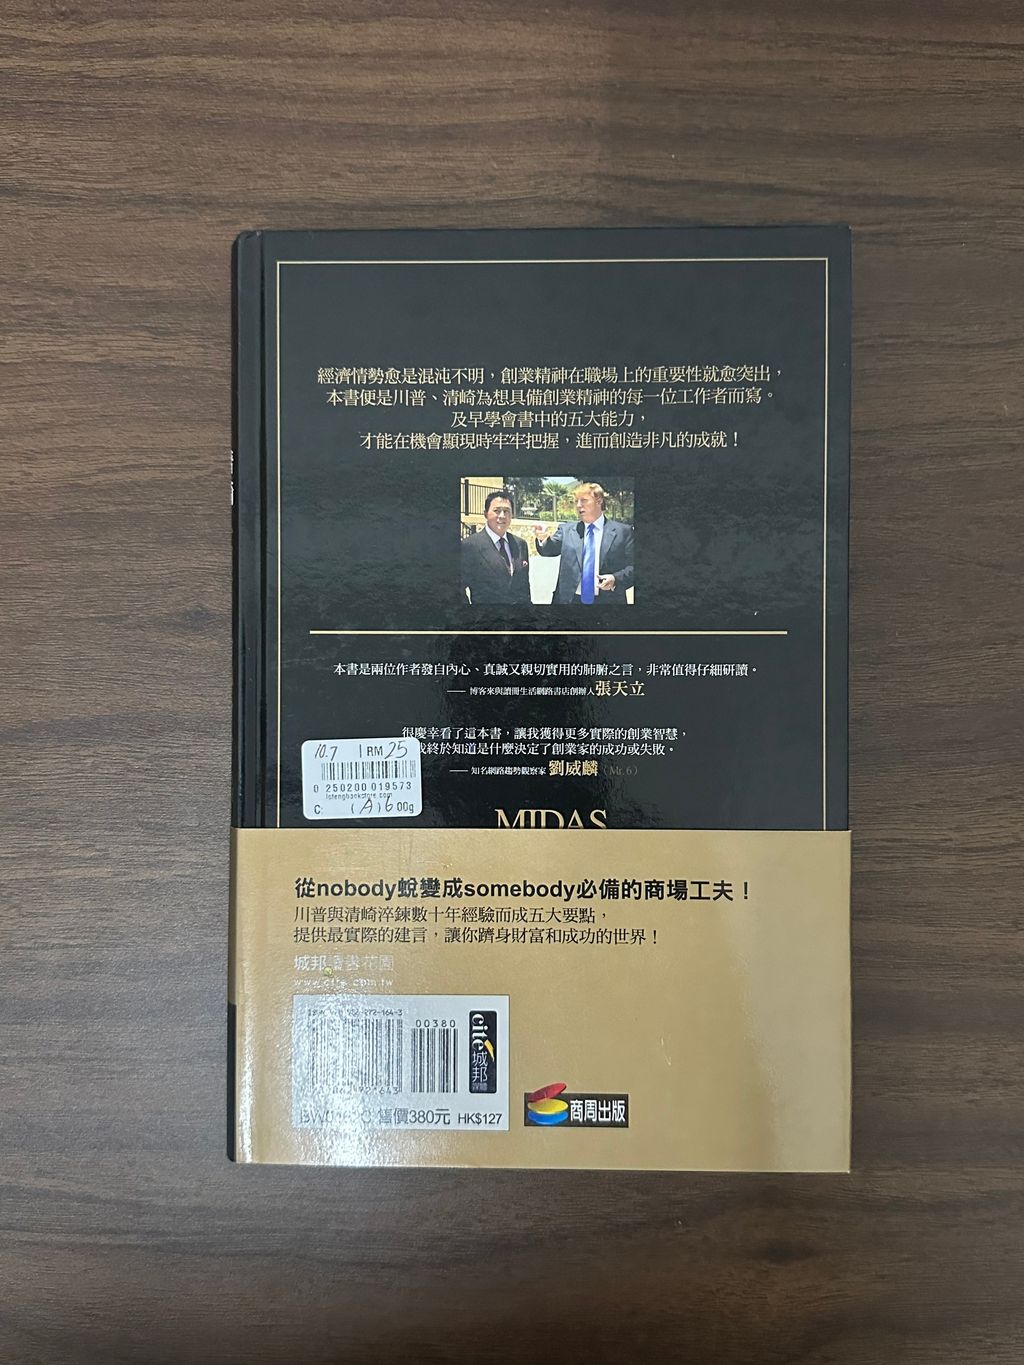 經濟情勢愈是混沌不明，創業精神在職場上的重要性就愈突出，
本書便是川普、清崎為想具備創業精神的每一位工作者而寫。
及早學會書中的五大能力，
才能在機會顯現時牢牢把握，進而創造非凡的成就！
本書是兩位作者發自內心、真誠又親切實用的肺腑之言，非常值得仔細研讀。
—— 博客來與讀冊生活網路書店創辦人 張天立
很慶幸看了這本書，讓我獲得更多實際的創業智慧，
終於知道是什麼決定了創業家的成功或失敗。
—— 知名網路趨勢觀察家 劉威麟（Mr.6）
10.7 RM 25
0 250200 019573
C: (A) 600g
MIDAS
從nobody蛻變成somebody必備的商場工夫！
川普與清崎淬鍊數十年經驗而成五大要點，
提供最實際的建言，讓你躋身財富和成功的世界！
城邦讀書花園
www.cite.com.tw
272-164-3
00380
cité城邦
售價380元 HK$127
商周出版